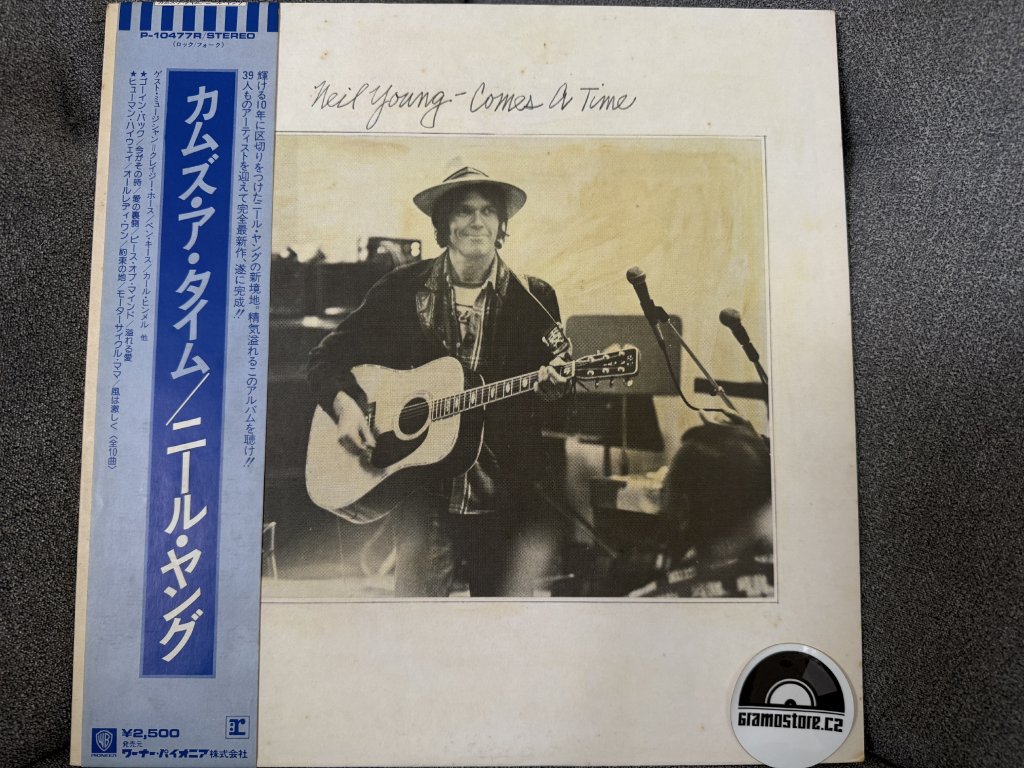 P-10477R/STEREO
(ロック/フォーク)
輝ける10年に区切りをつけたニール・ヤングの新境地。精気溢れるこのアルバムを聴け!!
39人ものアーティストを迎えて完全最新作、遂に完成!!
カムズ・ア・タイム/ニール・ヤング
ゲスト・ミュージシャン=クレイジー・ホース/ベン・キース/カール・ヒンメル 他
★ゴーイン・バック/今がその時/愛の裏側/ピース・オブ・マインド/溢れる愛
★ヒューマン・ハイウェイ/オールレディ・ワン/約束の地/モーターサイクル・ママ/風は激しく〈全10曲〉
¥2,500
発売元
ワーナー・パイオニア株式会社
WB
PIONEER
r
Neil Young - Comes A Time
GRAMOSTORE.CZ